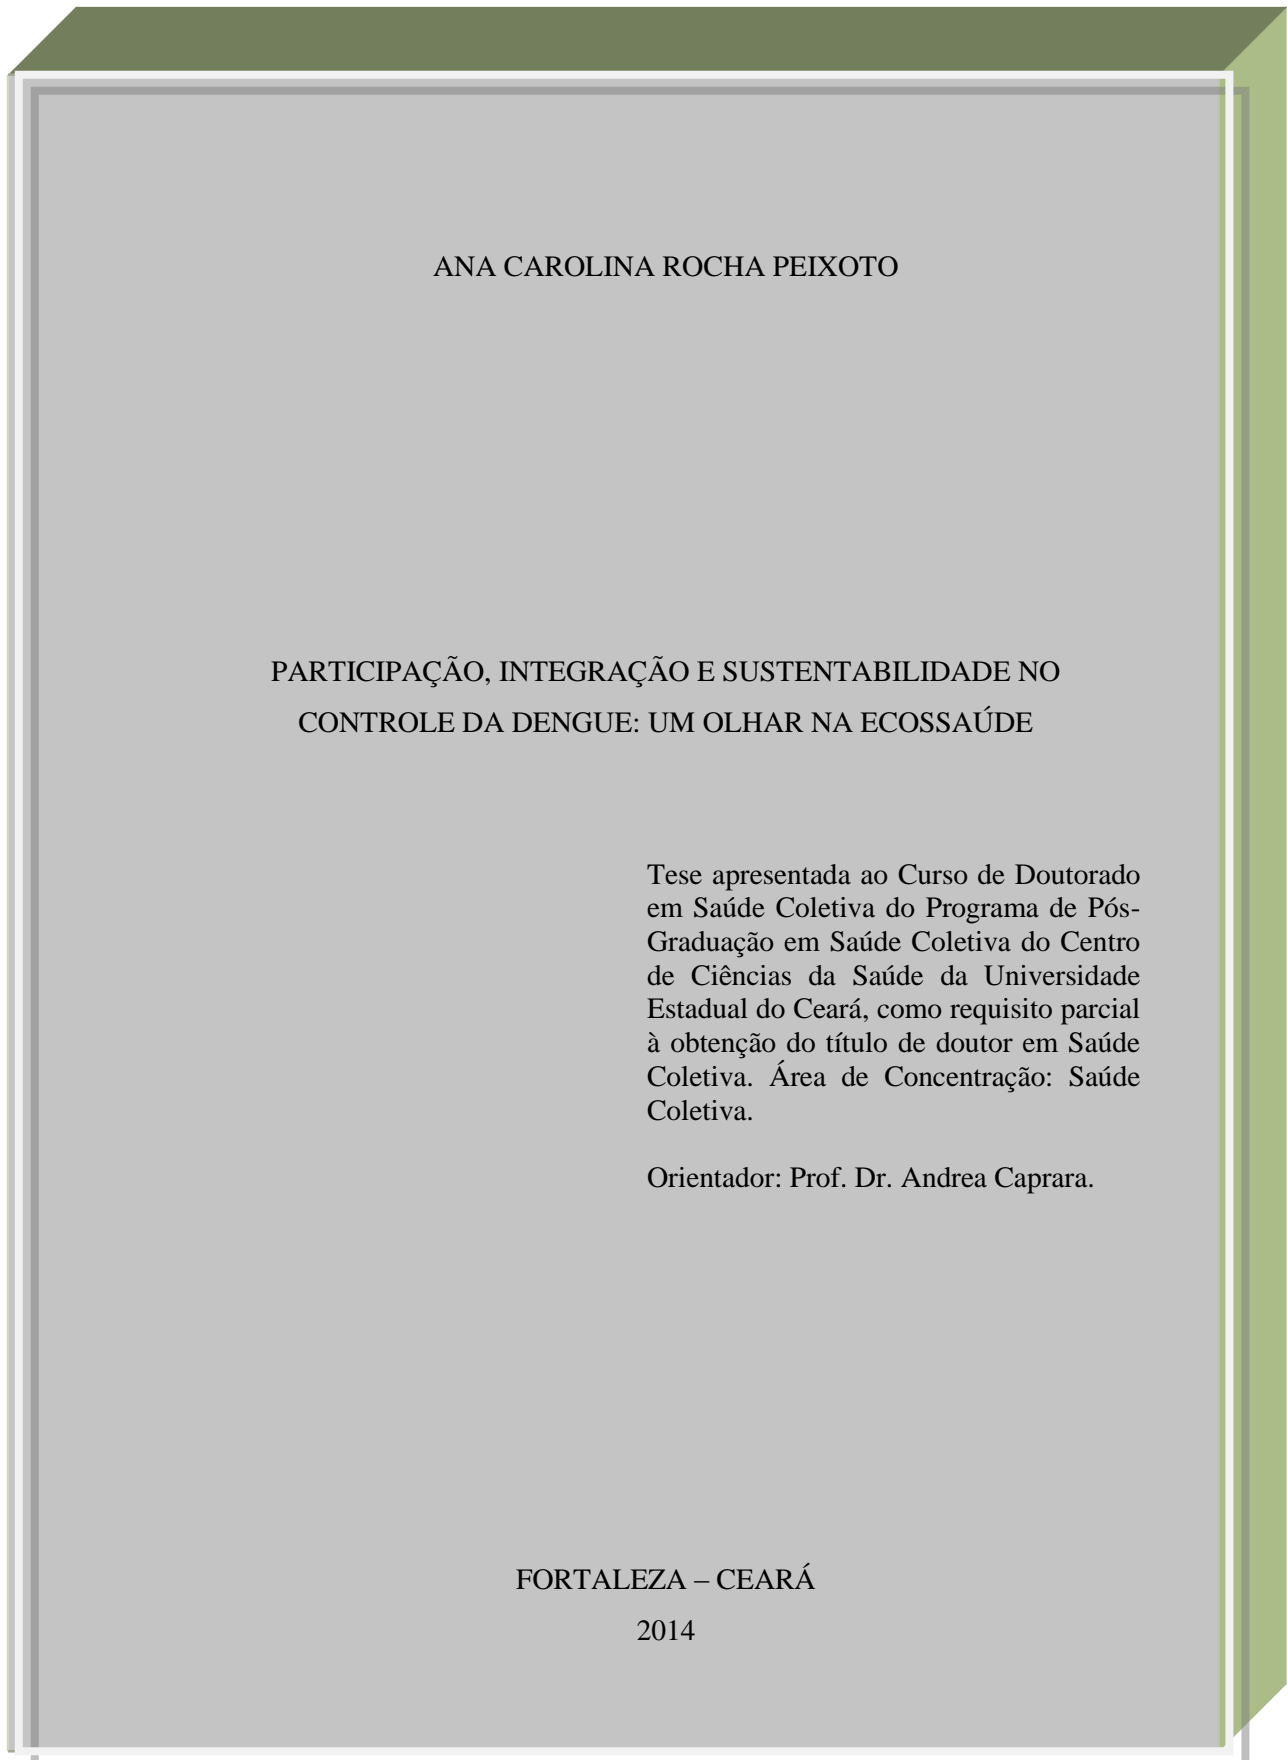 ANA CAROLINA ROCHA PEIXOTO
PARTICIPAÇÃO, INTEGRAÇÃO E SUSTENTABILIDADE NO
CONTROLE DA DENGUE: UM OLHAR NA ECOSSAÚDE
Tese apresentada ao Curso de Doutorado
em Saúde Coletiva do Programa de Pós-
Graduação em Saúde Coletiva do Centro
de Ciências da Saúde da Universidade
Estadual do Ceará, como requisito parcial
à obtenção do título de doutor em Saúde
Coletiva. Área de Concentração: Saúde
Coletiva.
Orientador: Prof. Dr. Andrea Caprara.
FORTALEZA – CEARÁ
2014